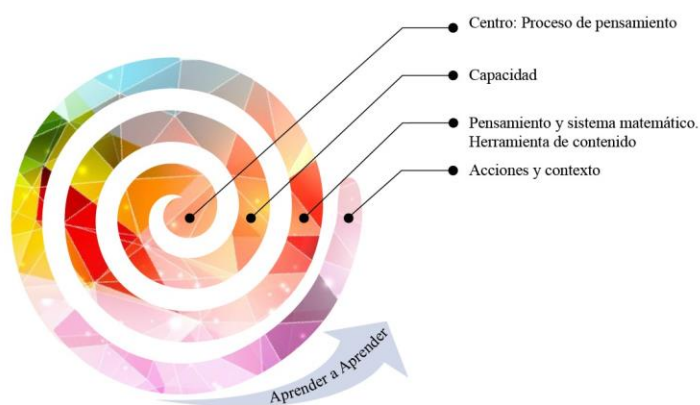 Centro: Proceso de pensamiento
Capacidad
Pensamiento y sistema matemático.
Herramienta de contenido
Acciones y contexto
Aprender a Aprender